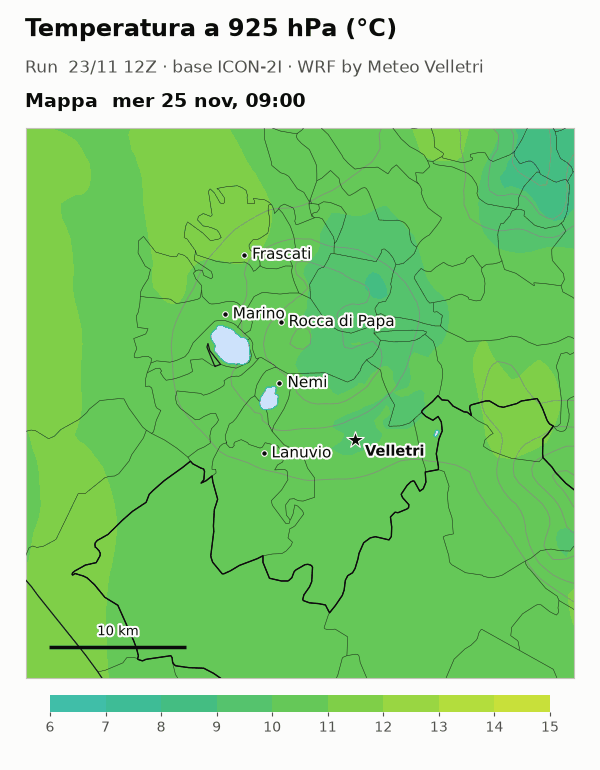 Temperatura a 925 hPa (°C)
Run  23/11 12Z · base ICON-2I · WRF by Meteo Velletri
Mappa  mer 25 nov, 09:00
Frascati
Marino
Rocca di Papa
Nemi
Lanuvio
Velletri
10 km
6 7 8 9 10 11 12 13 14 15